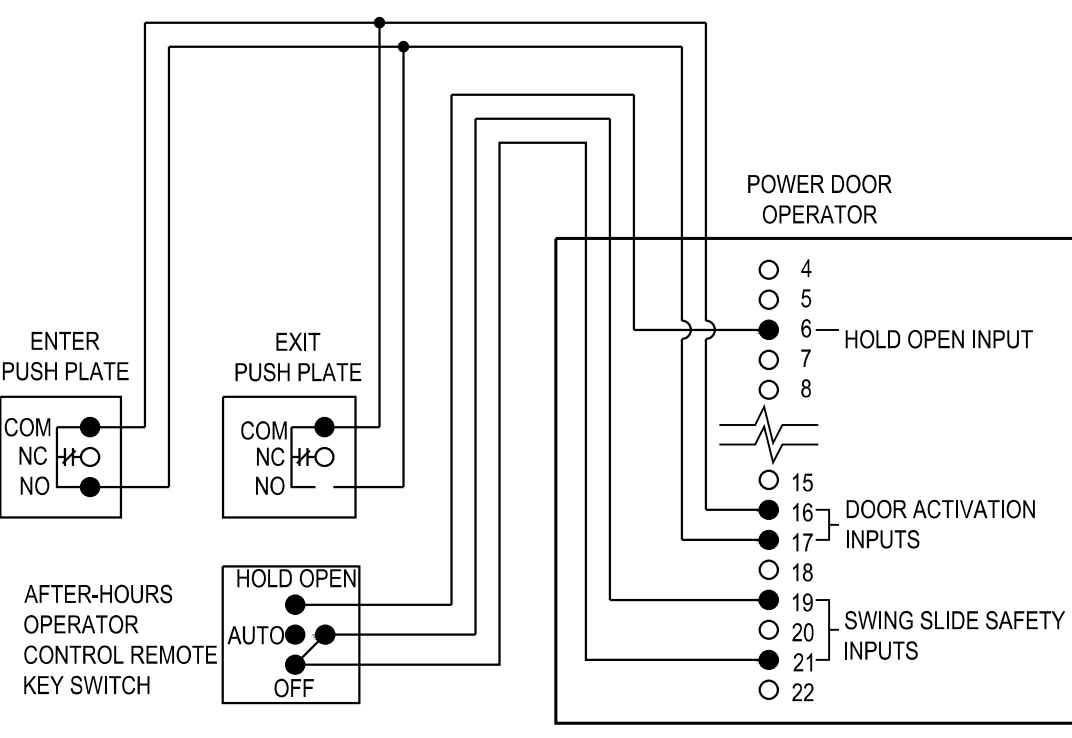 POWER DOOR
OPERATOR
4
5
6
HOLD OPEN INPUT
7
8
15
16
DOOR ACTIVATION
INPUTS
17
18
19
20
SWING SLIDE SAFETY
INPUTS
21
22
ENTER
PUSH PLATE
COM
NC
NO
EXIT
PUSH PLATE
COM
NC
NO
AFTER-HOURS
OPERATOR
CONTROL REMOTE
KEY SWITCH
HOLD OPEN
AUTO
OFF